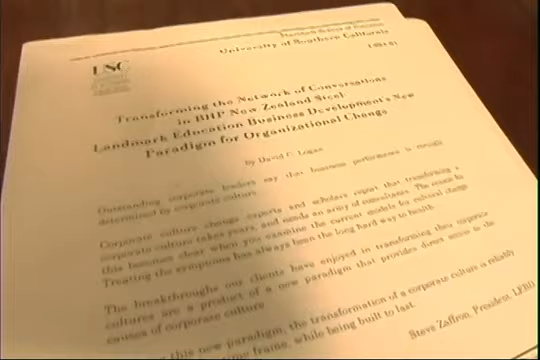 University of Southern California
USC
Transforming the Network of Conversations
in BHP New Zealand Steel
Landmark Education Business Development's New
Paradigm for Organizational Change
by David C. Logan
Outstanding corporate leaders say that business performance is
determined by corporate culture.
Corporate culture change experts and scholars report that transforming a
corporate culture takes years, and needs an army of consultants. The reason for
this becomes clear when you examine the current models for cultural change
Treating the symptoms has always been the long hard way to health.
The breakthroughs our clients have enjoyed in transforming their corporate
cultures are a product of a new paradigm that provides direct access to the
causes of corporate culture.
this new paradigm, the transformation of a corporate culture is reliably
time frame, while being built to last.
Steve Zaffron, President, LEBD